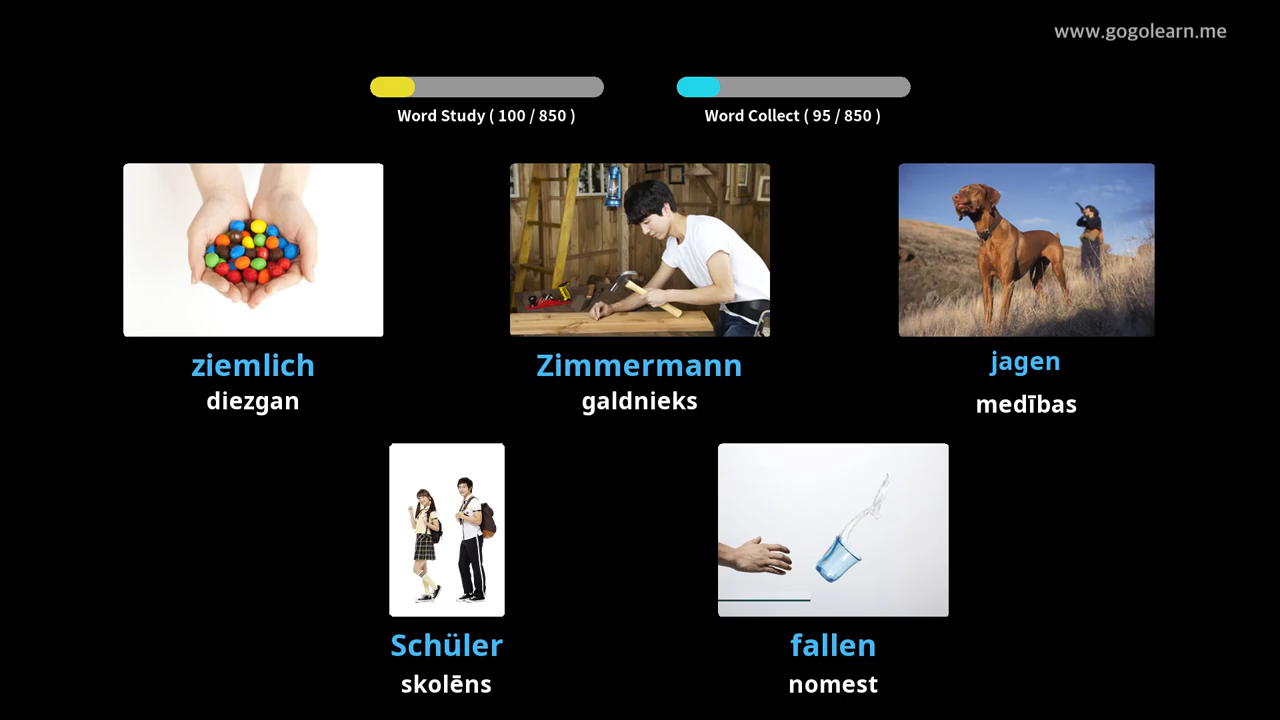 www.gogolearn.me
Word Study ( 100 / 850 )
Word Collect ( 95 / 850 )
ziemlich
diezgan
Zimmermann
galdnieks
jagen
medības
Schüler
skolēns
fallen
nomest